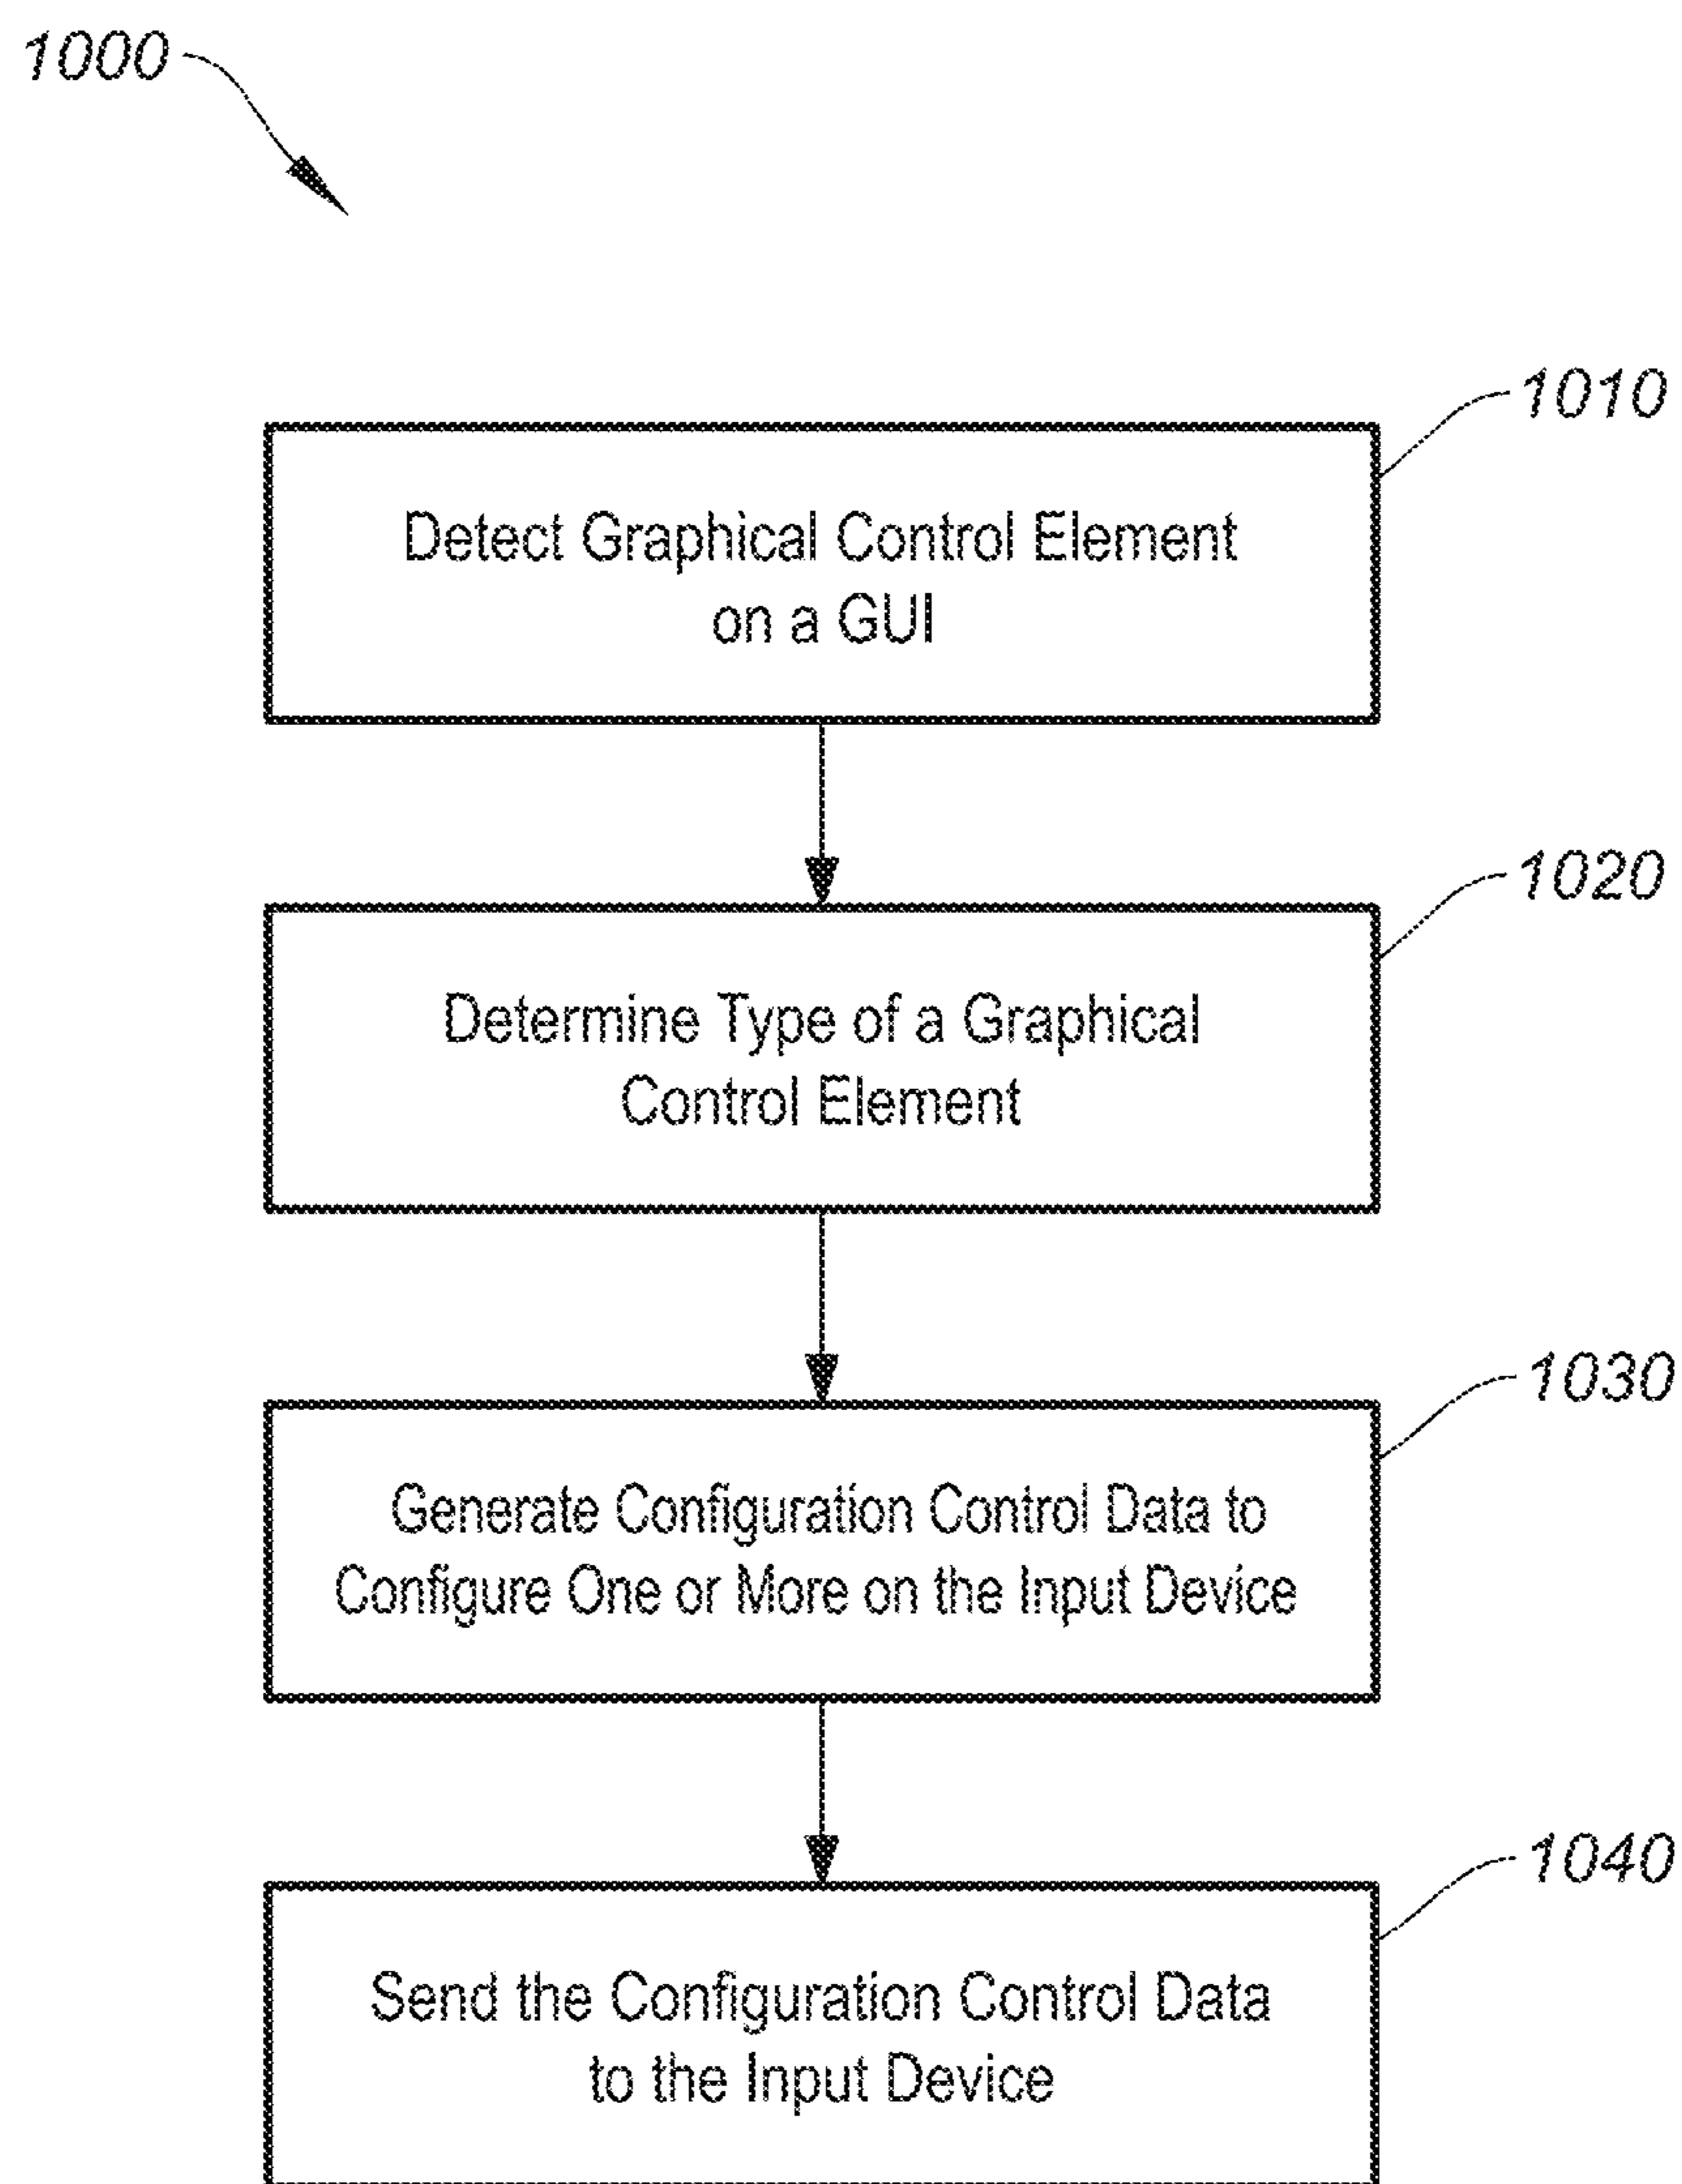 1000
1010
Detect Graphical Control Element
on a GUI
1020
Determine Type of a Graphical
Control Element
1030
Generate Configuration Control Data to
Configure One or More on the Input Device
1040
Send the Configuration Control Data
to the Input Device